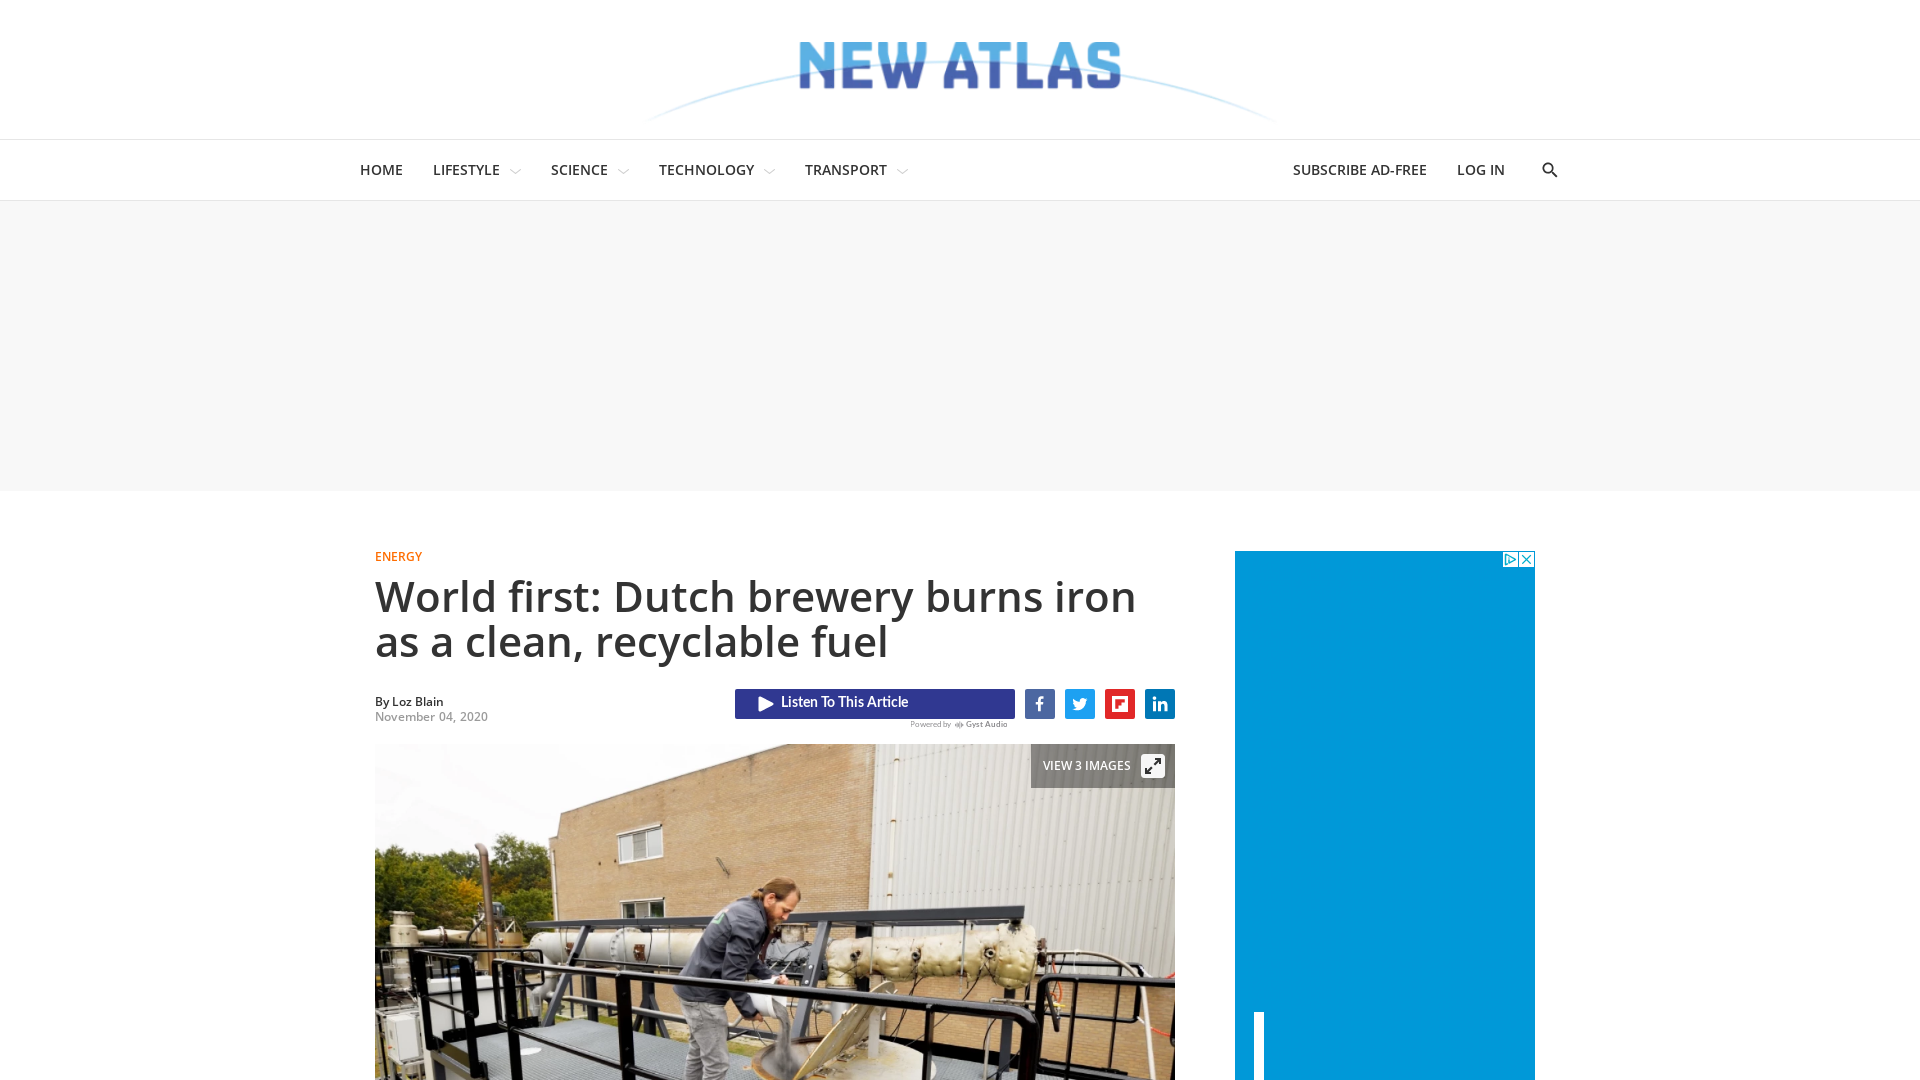 NEW ATLAS
HOME
LIFESTYLE
SCIENCE
TECHNOLOGY
TRANSPORT
SUBSCRIBE AD-FREE
LOG IN
ENERGY
World first: Dutch brewery burns iron
as a clean, recyclable fuel
By Loz Blain
November 04, 2020
Listen To This Article
Powered by Gyst Audio
VIEW 3 IMAGES